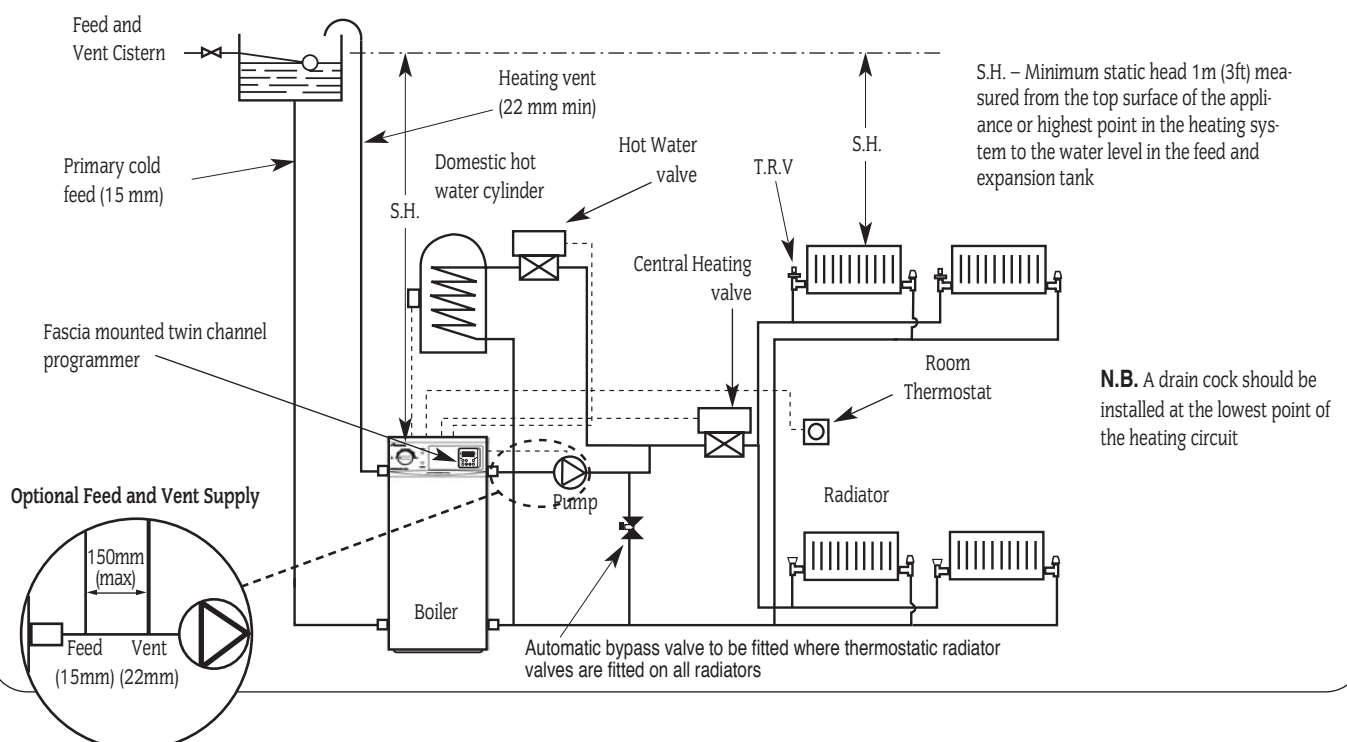 Feed and
Vent Cistern
Heating vent
(22 mm min)
S.H. – Minimum static head 1m (3ft) mea-
sured from the top surface of the appli-
ance or highest point in the heating sys-
tem to the water level in the feed and
expansion tank
Primary cold
feed (15 mm)
Domestic hot
water cylinder
Hot Water
valve
S.H.
T.R.V
S.H.
Central Heating
valve
Fascia mounted twin channel
programmer
Room
Thermostat
N.B. A drain cock should be
installed at the lowest point of
the heating circuit
Optional Feed and Vent Supply
Pump
Radiator
150mm
(max)
Boiler
Feed
Vent
(15mm) (22mm)
Automatic bypass valve to be fitted where thermostatic radiator
valves are fitted on all radiators